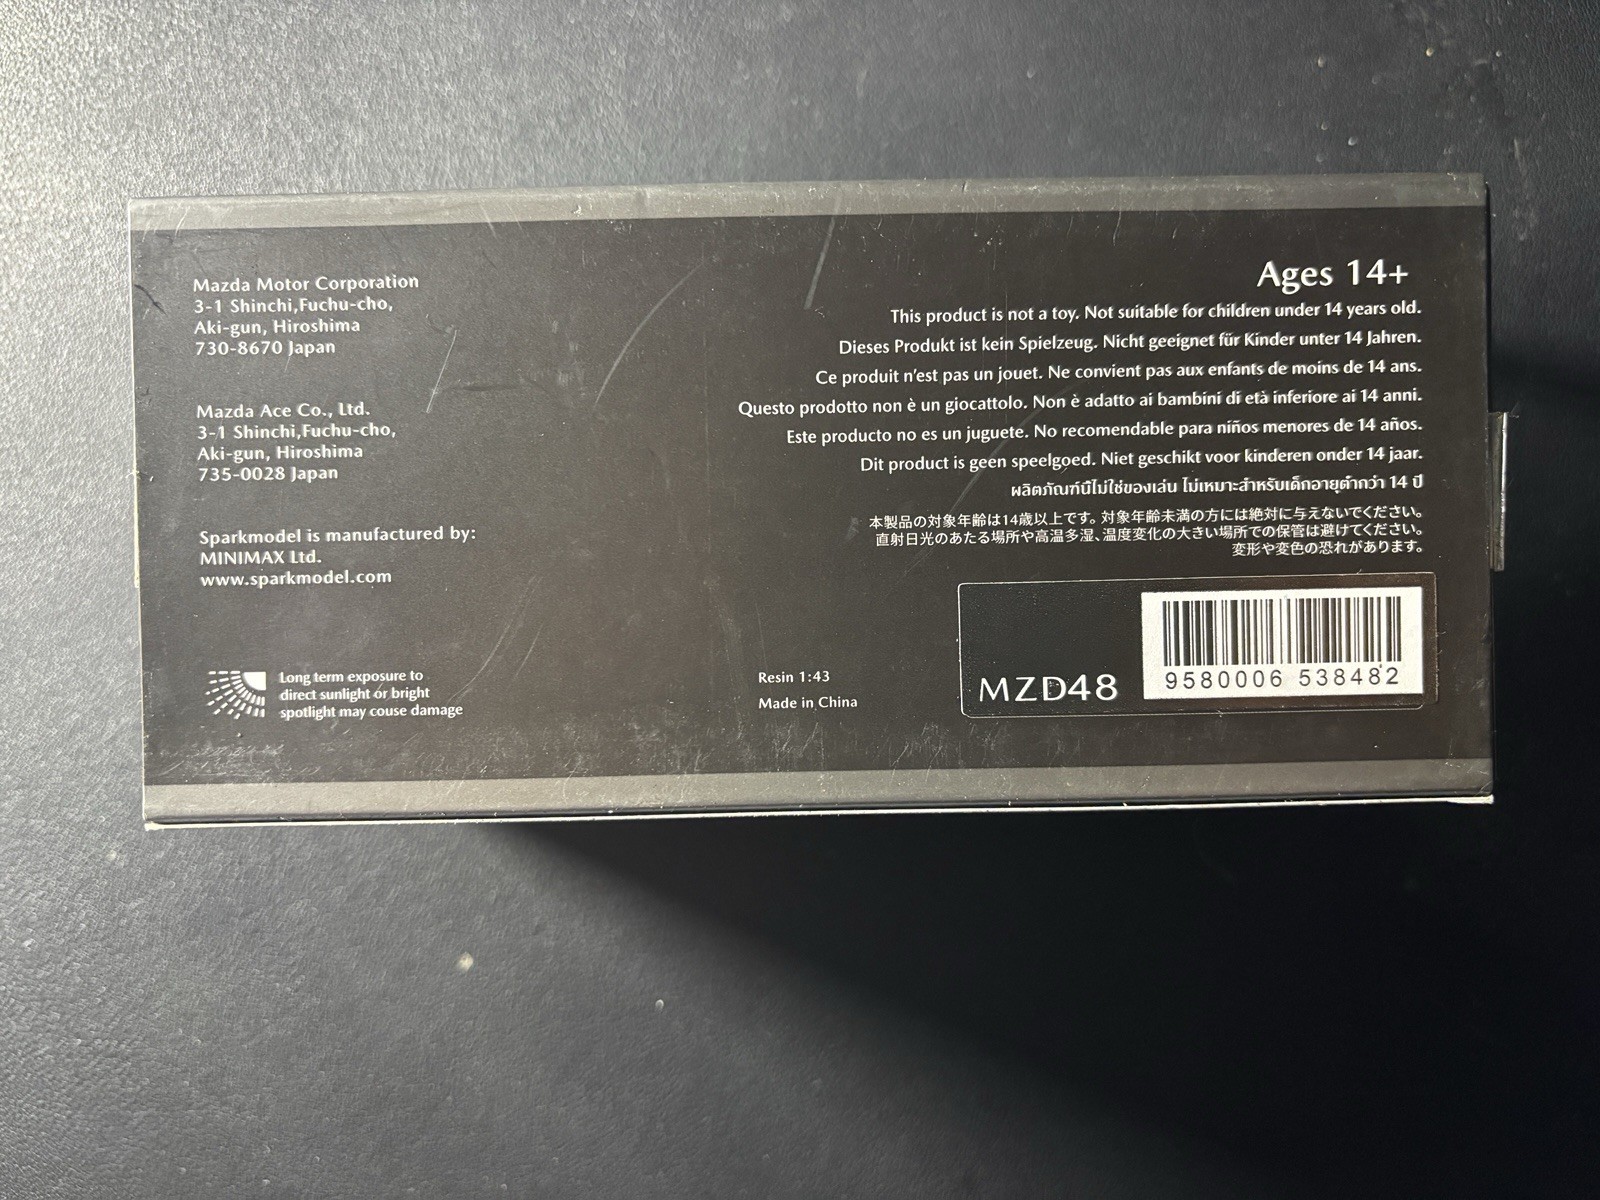 Mazda Motor Corporation
3-1 Shinchi,Fuchu-cho,
Aki-gun, Hiroshima
730-8670 Japan
Mazda Ace Co., Ltd.
3-1 Shinchi,Fuchu-cho,
Aki-gun, Hiroshima
735-0028 Japan
Sparkmodel is manufactured by:
MINIMAX Ltd.
www.sparkmodel.com
Long term exposure to
direct sunlight or bright
spotlight may couse damage
Resin 1:43
Made in China
Ages 14+
This product is not a toy. Not suitable for children under 14 years old.
Dieses Produkt ist kein Spielzeug. Nicht geeignet für Kinder unter 14 Jahren.
Ce produit n'est pas un jouet. Ne convient pas aux enfants de moins de 14 ans.
Questo prodotto non è un giocattolo. Non è adatto ai bambini di età inferiore ai 14 anni.
Este producto no es un juguete. No recomendable para niños menores de 14 años.
Dit product is geen speelgoed. Niet geschikt voor kinderen onder 14 jaar.
ผลิตภัณฑ์นี้ไม่ใช่ของเล่น ไม่เหมาะสำหรับเด็กอายุต่ำกว่า 14 ปี
本製品の対象年齢は14歳以上です。対象年齢未満の方には絶対に与えないでください。
直射日光のあたる場所や高温多湿、温度変化の大きい場所での保管は避けてください。
変形や変色の恐れがあります。
MZD48
9580006 538482